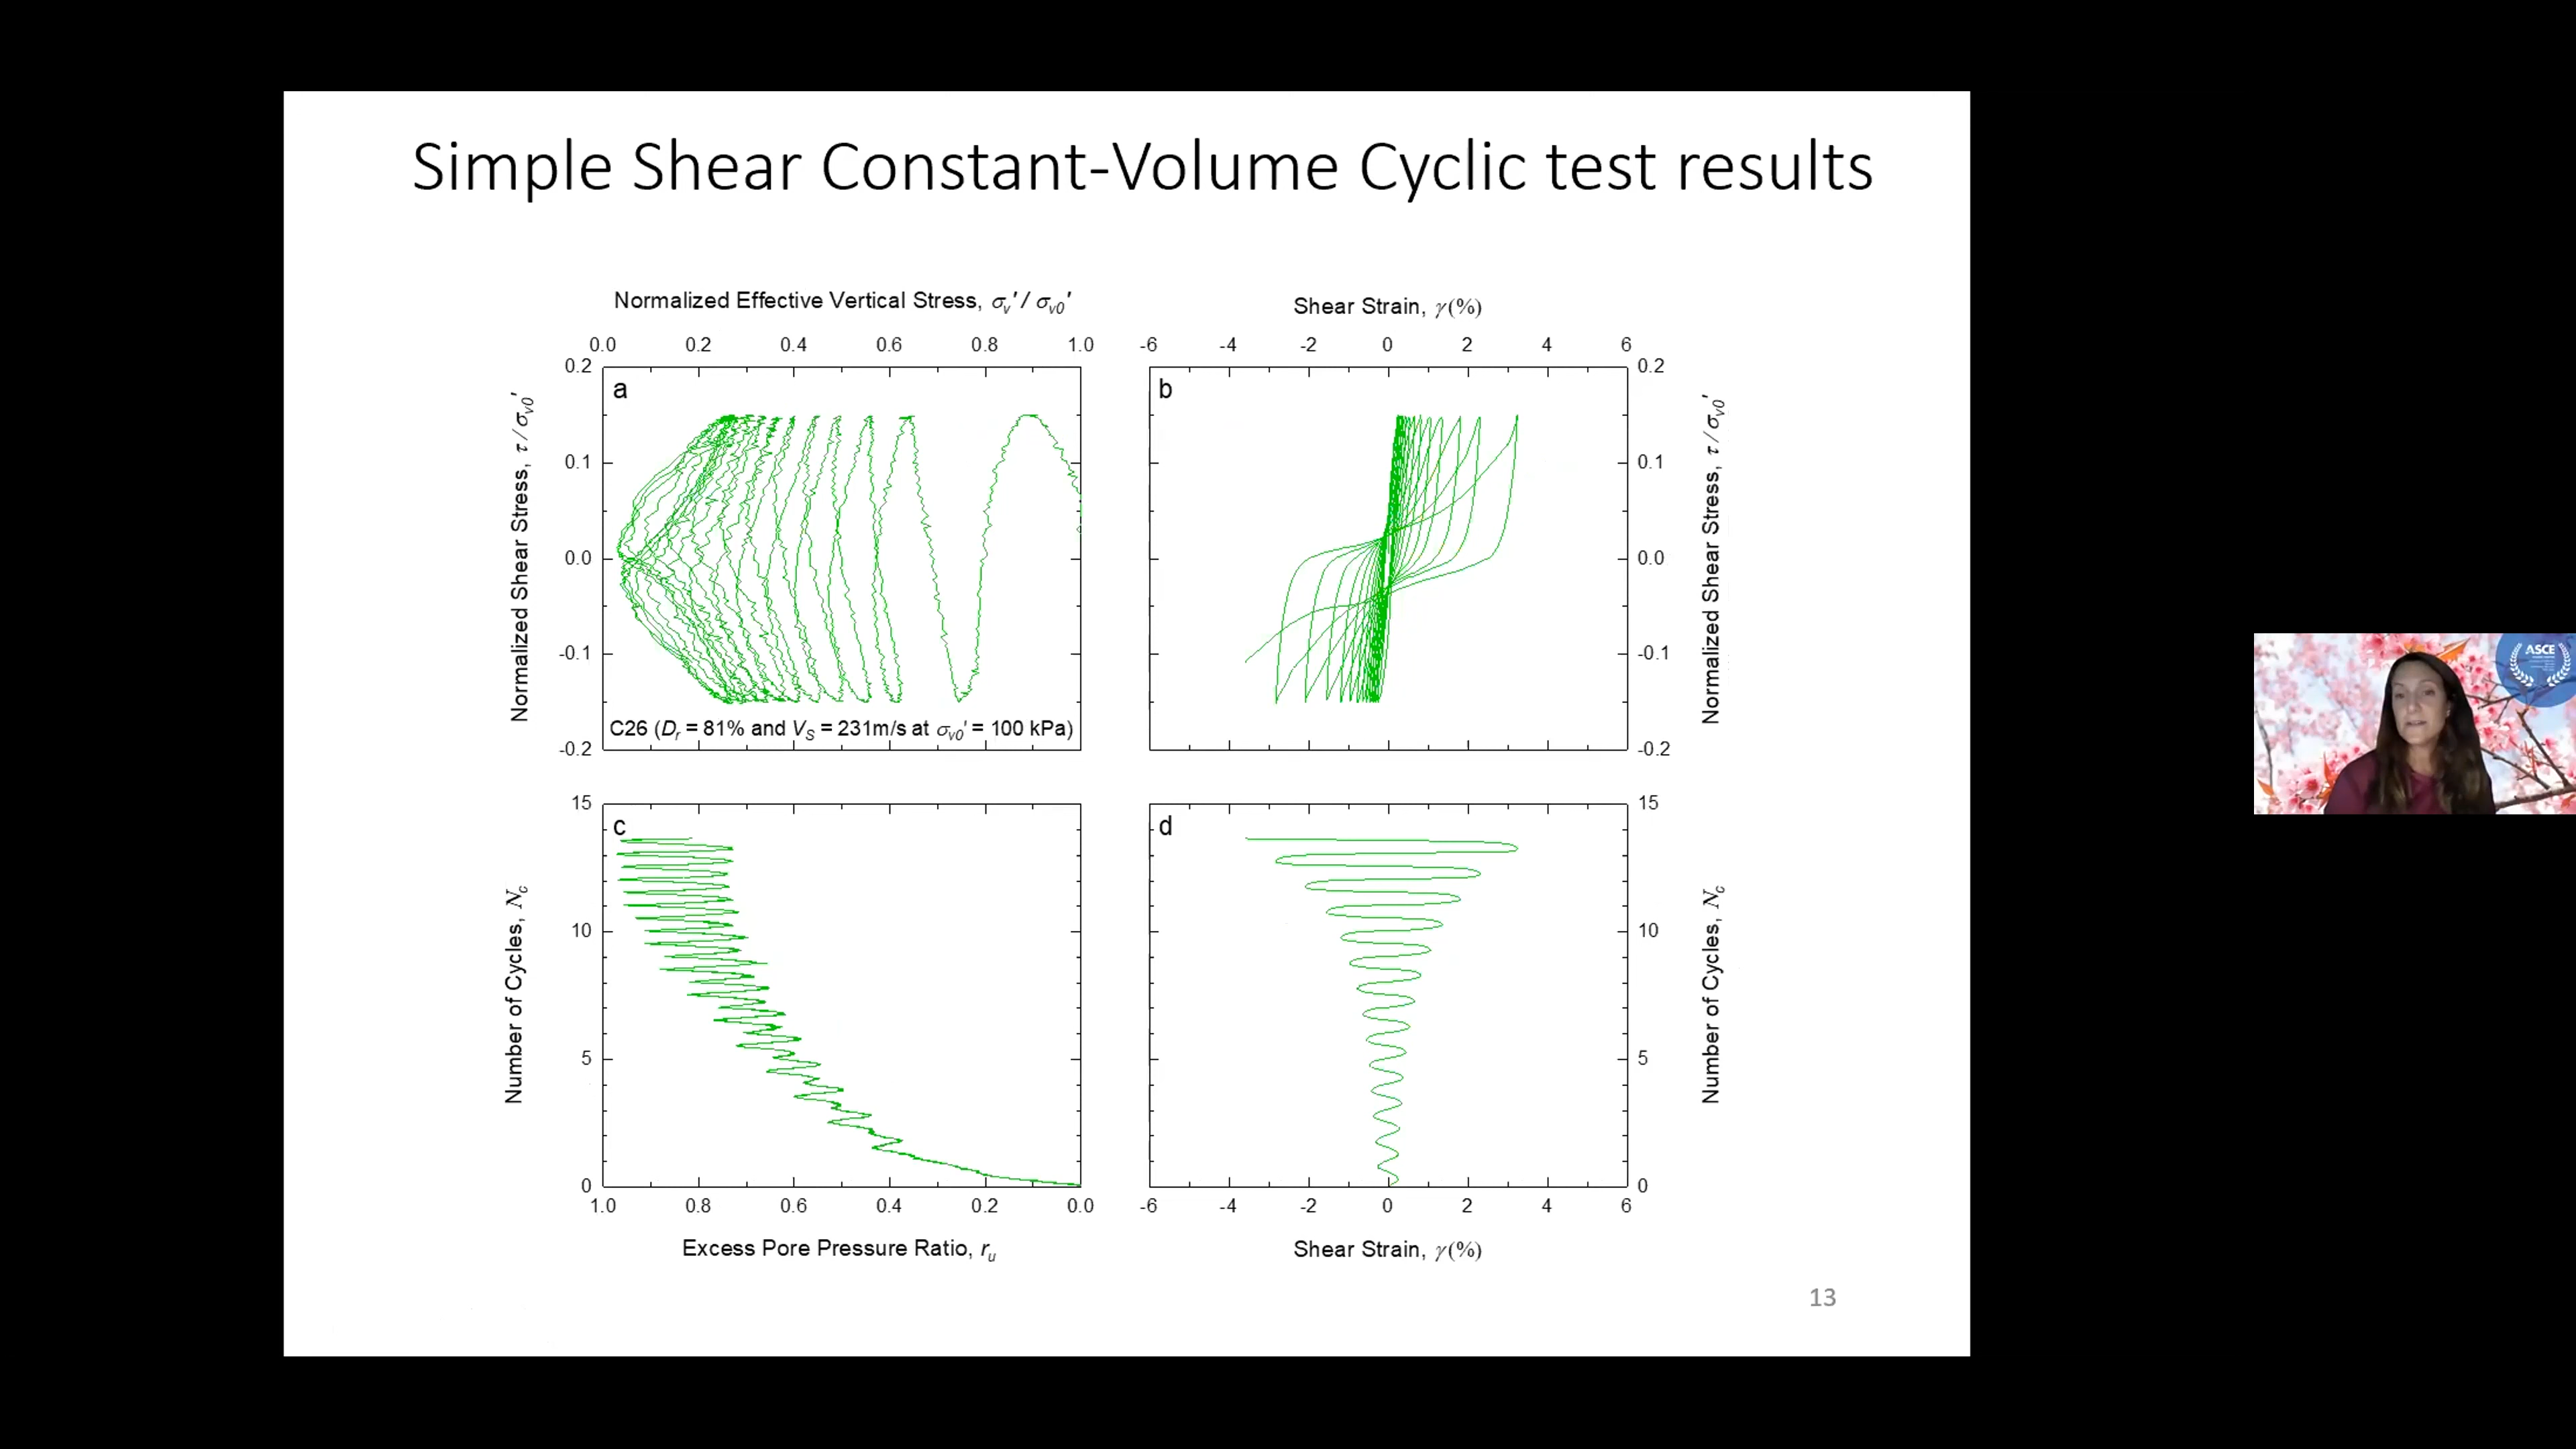 Simple Shear Constant-Volume Cyclic test results
Normalized Effective Vertical Stress, σv'/ σv0'
Shear Strain, γ(%)
0.0 0.2 0.4 0.6 0.8 1.0
-6 -4 -2 0 2 4 6
0.2
0.1
0.0
-0.1
-0.2
Normalized Shear Stress, τ / σv0'
a
C26 (Dr = 81% and VS = 231m/s at σv0' = 100 kPa)
b
0.2
0.1
0.0
-0.1
-0.2
Normalized Shear Stress, τ / σv0'
15
10
5
0
Number of Cycles, Nc
c
1.0 0.8 0.6 0.4 0.2 0.0
Excess Pore Pressure Ratio, ru
d
15
10
5
0
Number of Cycles, Nc
-6 -4 -2 0 2 4 6
Shear Strain, γ(%)
13
ASCE